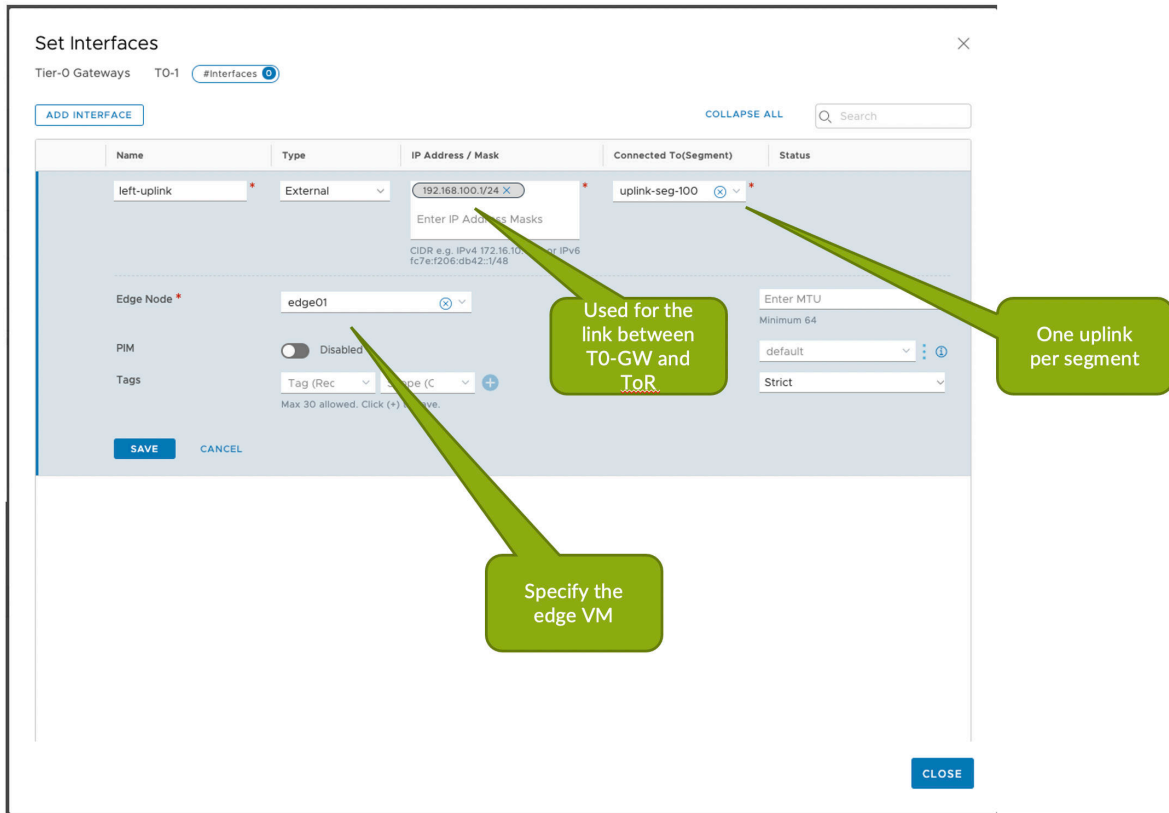 Set Interfaces
Tier-0 Gateways T0-1 #Interfaces 0
ADD INTERFACE
COLLAPSE ALL
Search
Name Type IP Address / Mask Connected To(Segment) Status
left-uplink * External 192.168.100.1/24 * uplink-seg-100 *
Enter IP Address Masks
CIDR e.g. IPv4 172.16.10. or IPv6
fc7e:f206:db42::1/48
Edge Node * edge01 Enter MTU
Minimum 64
PIM Disabled default
Tags Tag (Rec (C Strict
Max 30 allowed. Click (+)
SAVE CANCEL
Used for the
link between
T0-GW and
ToR
One uplink
per segment
Specify the
edge VM
CLOSE